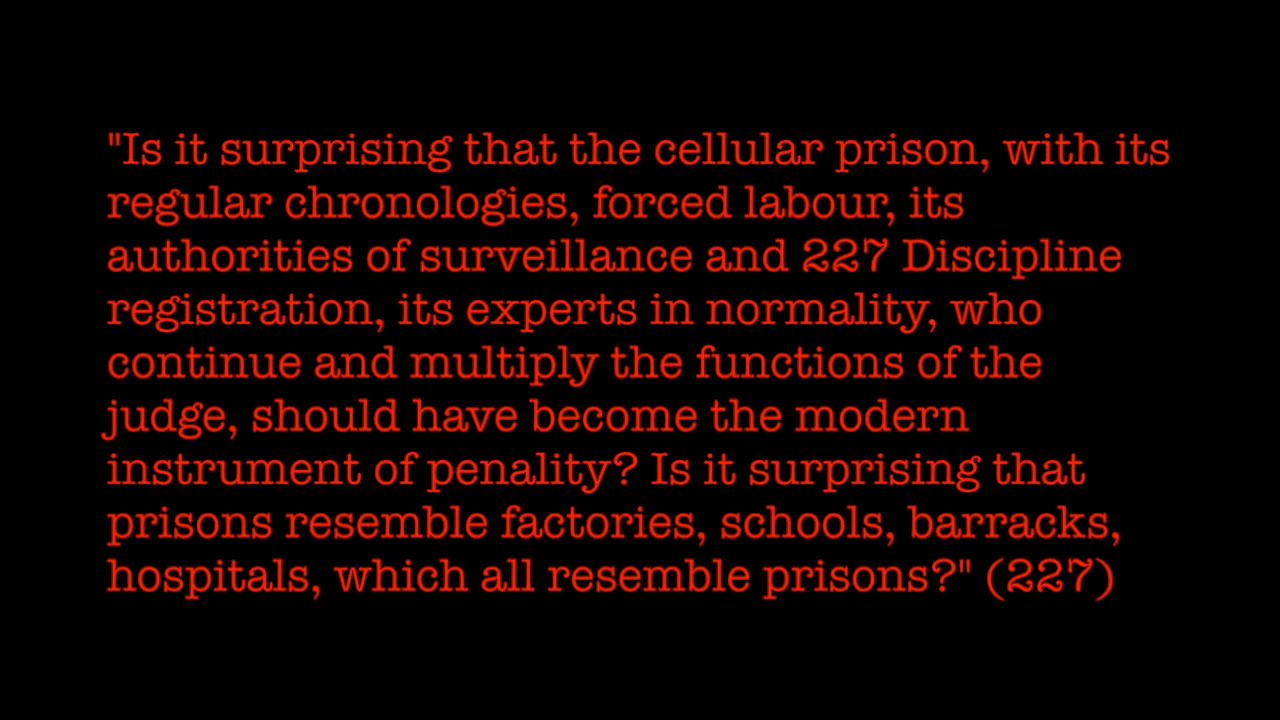 "Is it surprising that the cellular prison, with its
regular chronologies, forced labour, its
authorities of surveillance and 227 Discipline
registration, its experts in normality, who
continue and multiply the functions of the
judge, should have become the modern
instrument of penality? Is it surprising that
prisons resemble factories, schools, barracks,
hospitals, which all resemble prisons?" (227)